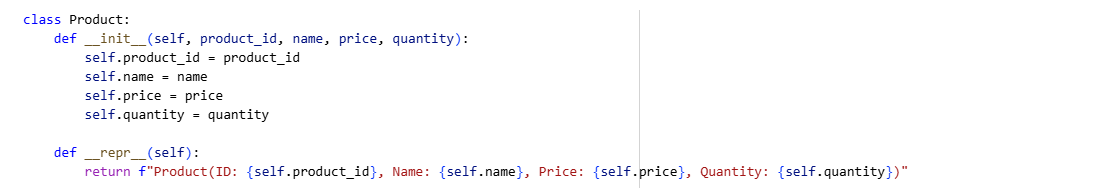 class Product:
    def __init__(self, product_id, name, price, quantity):
        self.product_id = product_id
        self.name = name
        self.price = price
        self.quantity = quantity

    def __repr__(self):
        return f"Product(ID: {self.product_id}, Name: {self.name}, Price: {self.price}, Quantity: {self.quantity})"